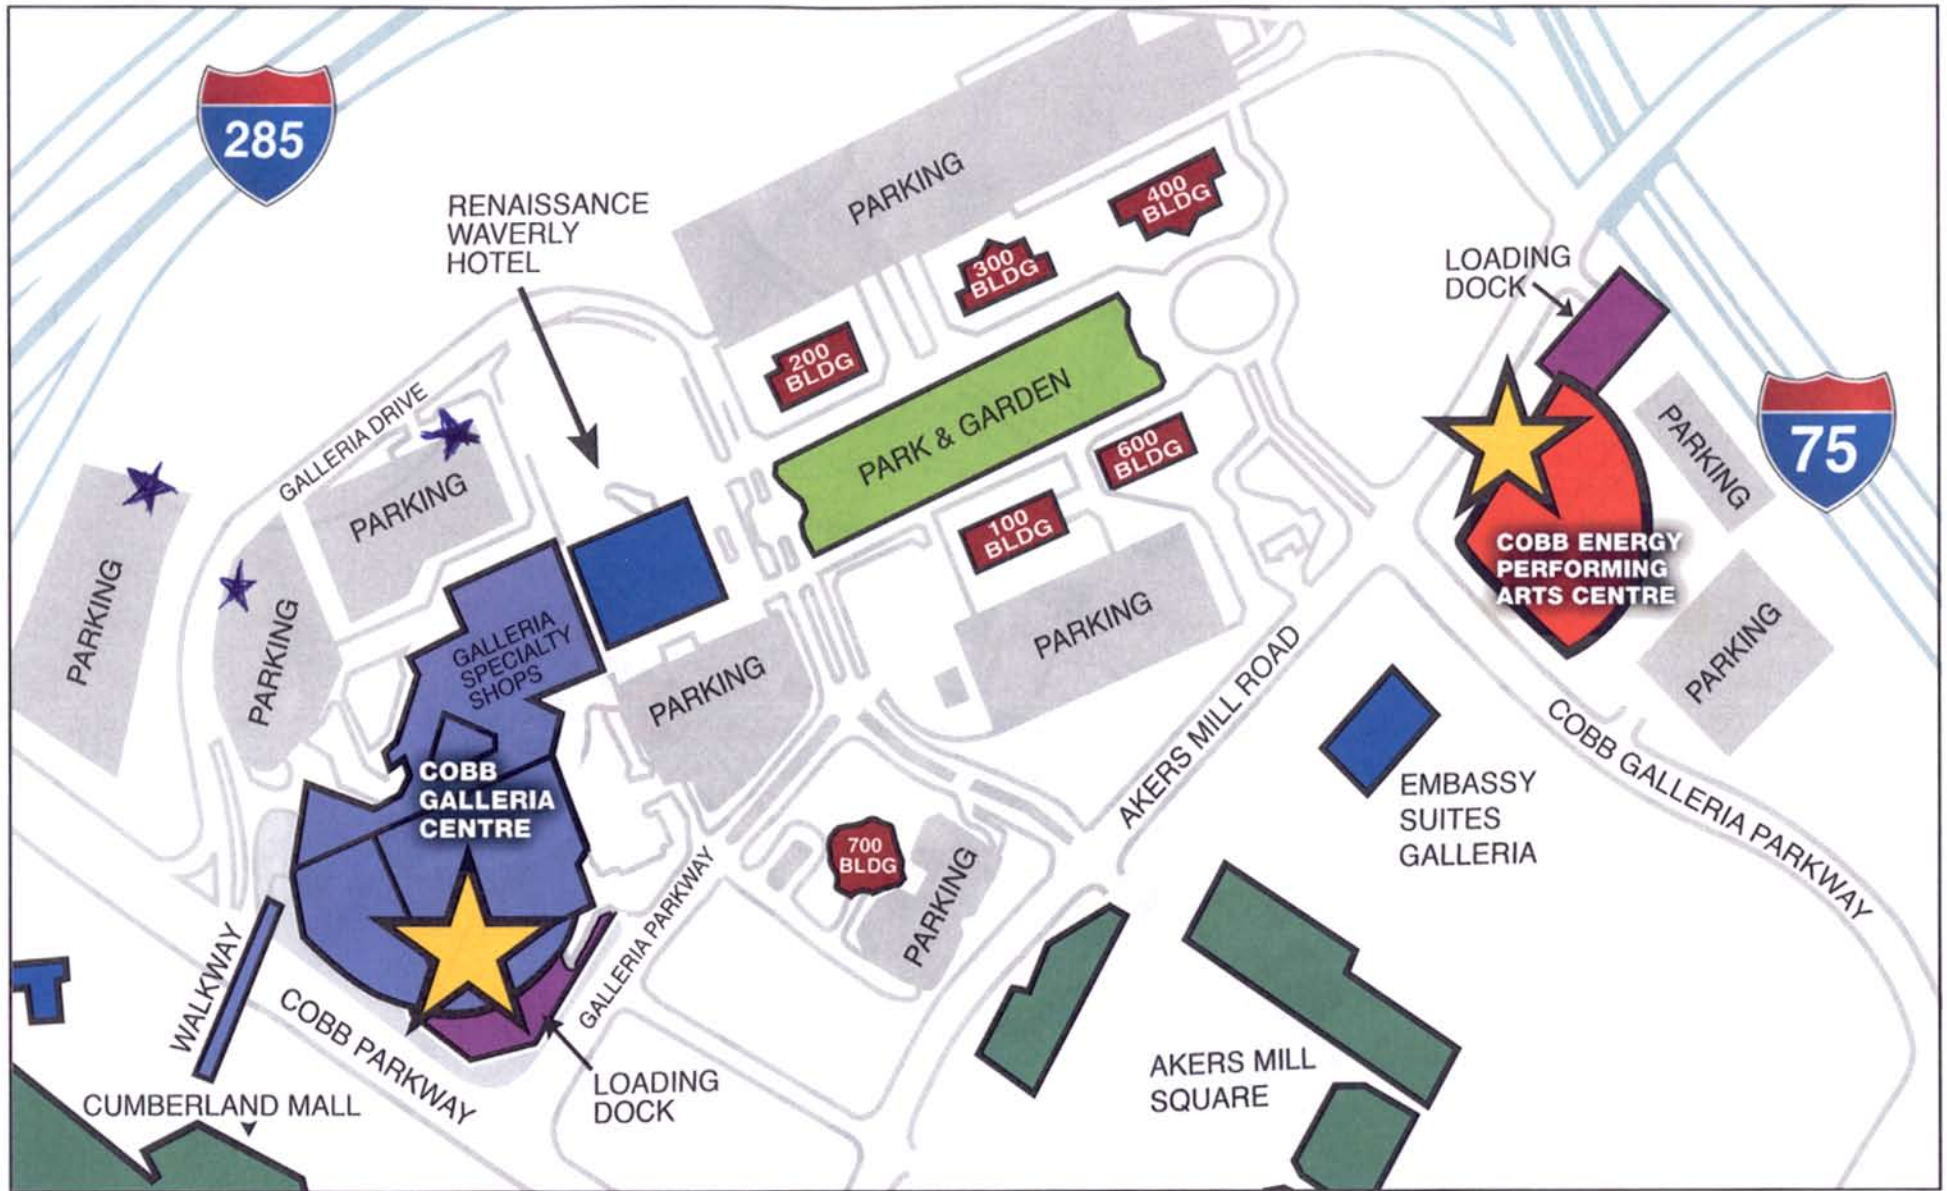 285
RENAISSANCE
WAVERLY
HOTEL
PARKING
400
BLDG
300
BLDG
LOADING
DOCK
200
BLDG
PARK & GARDEN
GALLERIA DRIVE
PARKING
600
BLDG
PARKING
75
100
BLDG
COBB ENERGY
PERFORMING
ARTS CENTRE
PARKING
PARKING
GALLERIA
SPECIALTY
SHOPS
PARKING
PARKING
PARKING
AKERS MILL ROAD
COBB GALLERIA PARKWAY
COBB
GALLERIA
CENTRE
EMBASSY
SUITES
GALLERIA
700
BLDG
PARKING
GALLERIA PARKWAY
WALKWAY
COBB PARKWAY
LOADING
DOCK
AKERS MILL
SQUARE
CUMBERLAND MALL